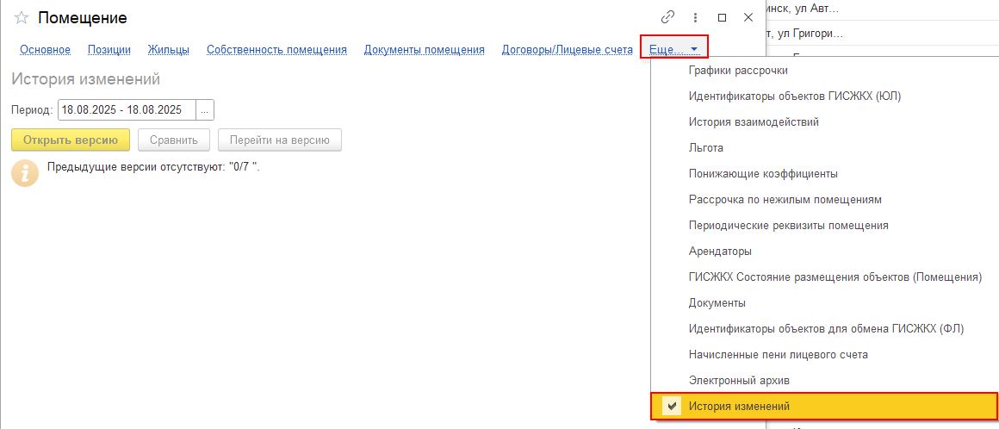 Помещение
инск, ул Авт...
т, ул Григори...
Основное Позиции Жильцы Собственность помещения Документы помещения Договоры/Лицевые счета Еще...
История изменений
Период: 18.08.2025 - 18.08.2025 ...
Открыть версию Сравнить Перейти на версию
Предыдущие версии отсутствуют: "0/7 ".
Графики рассрочки
Идентификаторы объектов ГИСЖКХ (ЮЛ)
История взаимодействий
Льгота
Понижающие коэффициенты
Рассрочка по нежилым помещениям
Периодические реквизиты помещения
Арендаторы
ГИСЖКХ Состояние размещения объектов (Помещения)
Документы
Идентификаторы объектов для обмена ГИСЖКХ (ФЛ)
Начисленные пени лицевого счета
Электронный архив
История изменений